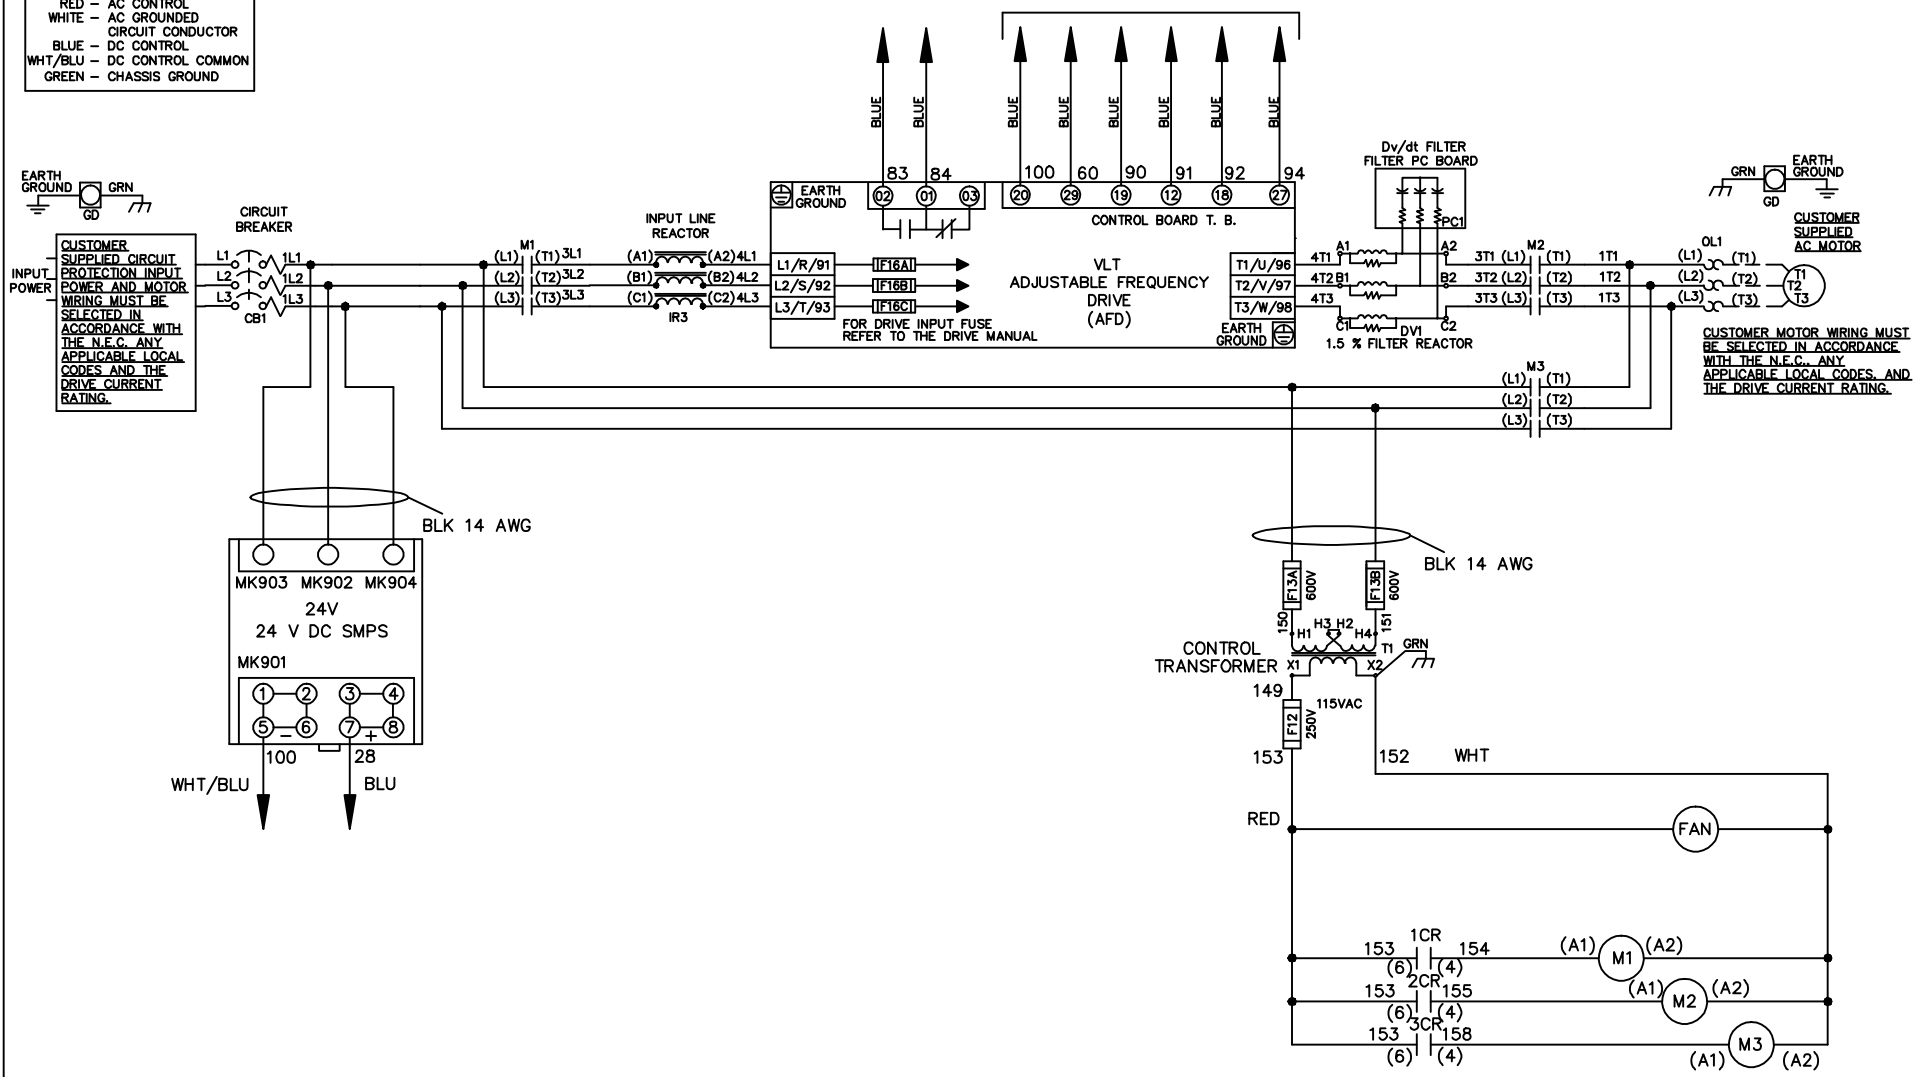 RED – AC CONTROL
WHITE – AC GROUNDED
CIRCUIT CONDUCTOR
BLUE – DC CONTROL
WHT/BLU – DC CONTROL COMMON
GREEN – CHASSIS GROUND
BLUE
BLUE
BLUE
BLUE
BLUE
BLUE
BLUE
BLUE
EARTH
GROUND
GRN
GD
CIRCUIT
BREAKER
INPUT
POWER
CUSTOMER
SUPPLIED CIRCUIT
PROTECTION INPUT
POWER AND MOTOR
WIRING MUST BE
SELECTED IN
ACCORDANCE WITH
THE N.E.C. ANY
APPLICABLE LOCAL
CODES AND THE
DRIVE CURRENT
RATING.
L1 1L1
L2 1L2
L3 1L3
CB1
M1
(L1) (T1) 3L1
(L2) (T2) 3L2
(L3) (T3) 3L3
INPUT LINE
REACTOR
(A1) (A2) 4L1
(B1) (B2) 4L2
(C1) (C2) 4L3
IR3
83 84 100 60 90 91 92 94
EARTH
GROUND
02 01 03
20 29 19 12 18 27
CONTROL BOARD T. B.
L1/R/91 F16A
L2/S/92 F16B
L3/T/93 F16C
FOR DRIVE INPUT FUSE
REFER TO THE DRIVE MANUAL
VLT
ADJUSTABLE FREQUENCY
DRIVE
(AFD)
T1/U/96
T2/V/97
T3/W/98
EARTH
GROUND
Dv/dt FILTER
FILTER PC BOARD
PC1
4T1 A1 A2
4T2 B1 B2
4T3 C1 C2
DV1
1.5 % FILTER REACTOR
M2
3T1 (L1) (T1) 1T1
3T2 (L2) (T2) 1T2
3T3 (L3) (T3) 1T3
GRN
EARTH
GROUND
GD
CUSTOMER
SUPPLIED
AC MOTOR
OL1
(L1) (T1)
(L2) (T2)
(L3) (T3)
T1
T2
T3
CUSTOMER MOTOR WIRING MUST
BE SELECTED IN ACCORDANCE
WITH THE N.E.C., ANY
APPLICABLE LOCAL CODES, AND
THE DRIVE CURRENT RATING.
M3
(L1) (T1)
(L2) (T2)
(L3) (T3)
BLK 14 AWG
MK903 MK902 MK904
24V
24 V DC SMPS
MK901
1 2 3 4
5 – 6 7 + 8
100 28
WHT/BLU BLU
BLK 14 AWG
F13A
600V
F13B
600V
150
151
H1 H3 H2 H4
T1
GRN
CONTROL
TRANSFORMER
X1 X2
149
115VAC
F12
250V
153
152 WHT
RED
FAN
1CR
153 154 (A1) M1 (A2)
(6) (4)
2CR
153 155 (A1) M2 (A2)
(6) (4)
3CR
153 158 M3
(6) (4) (A1) (A2)